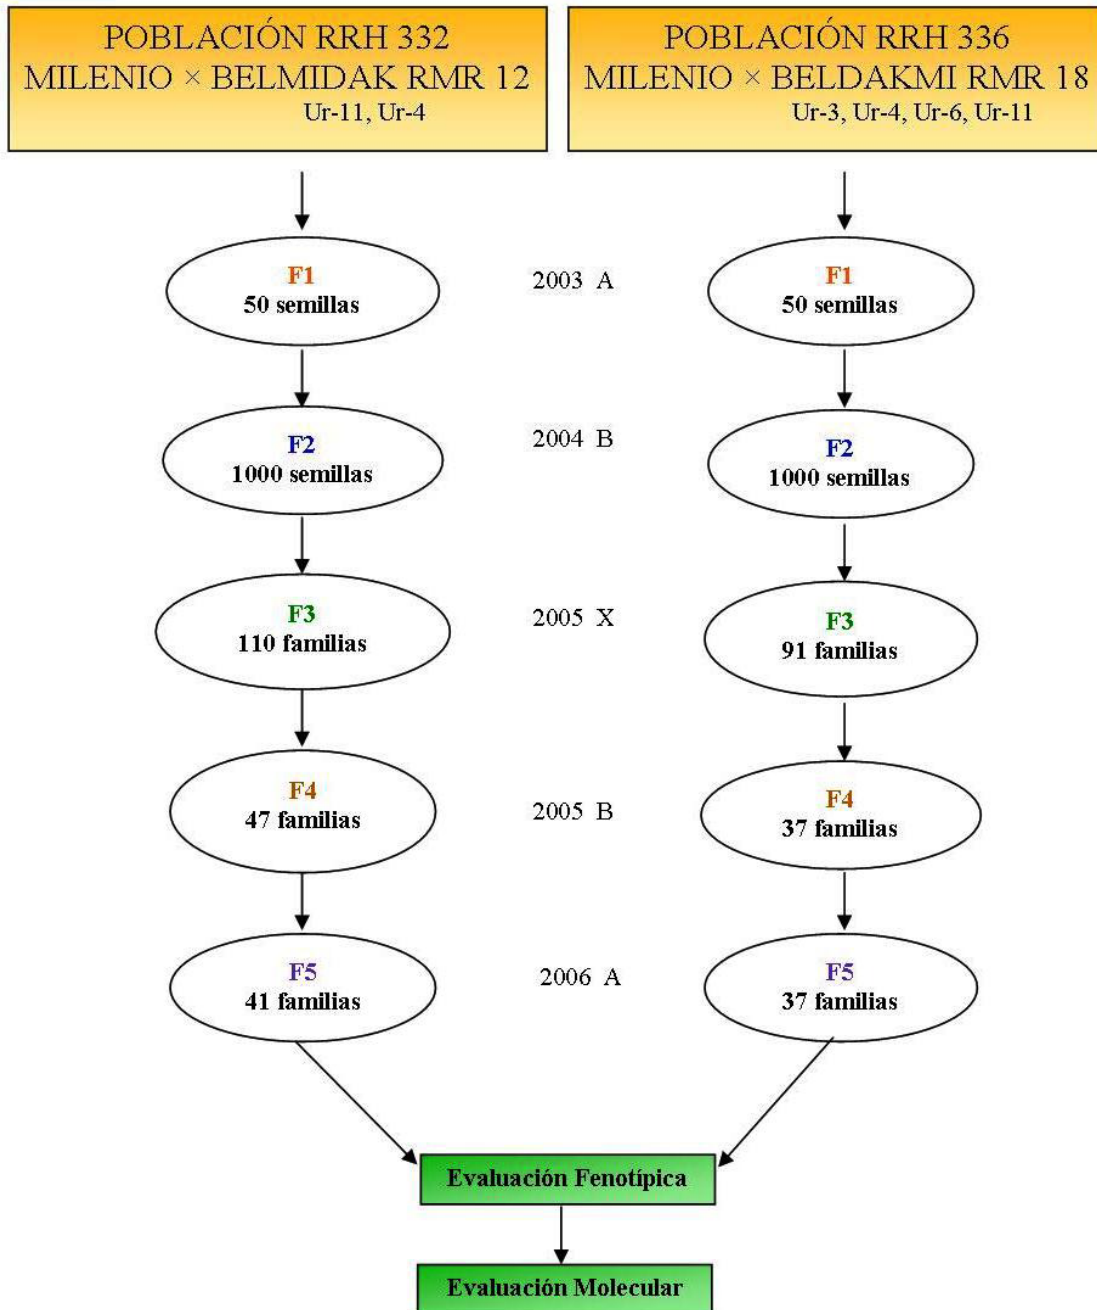 POBLACIÓN RRH 332
MILENIO × BELMIDAK RMR 12
Ur-11, Ur-4
POBLACIÓN RRH 336
MILENIO × BELDAKMI RMR 18
Ur-3, Ur-4, Ur-6, Ur-11
F1
50 semillas
2003 A
F1
50 semillas
F2
1000 semillas
2004 B
F2
1000 semillas
F3
110 familias
2005 X
F3
91 familias
F4
47 familias
2005 B
F4
37 familias
F5
41 familias
2006 A
F5
37 familias
Evaluación Fenotípica
Evaluación Molecular